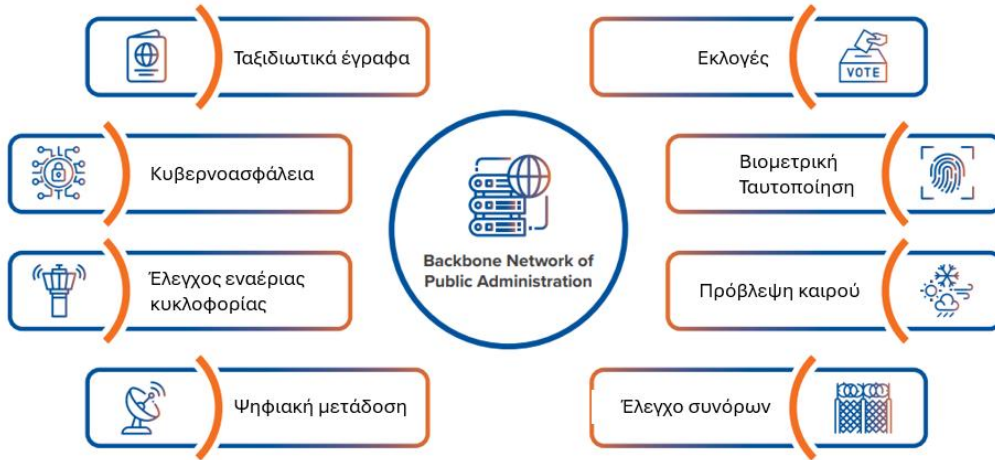 Ταξιδιωτικά έγραφα
Εκλογές
VOTE
Κυβερνοασφάλεια
Βιομετρική
Ταυτοποίηση
Backbone Network of
Public Administration
Έλεγχος εναέριας
κυκλοφορίας
Πρόβλεψη καιρού
Ψηφιακή μετάδοση
Έλεγχο συνόρων